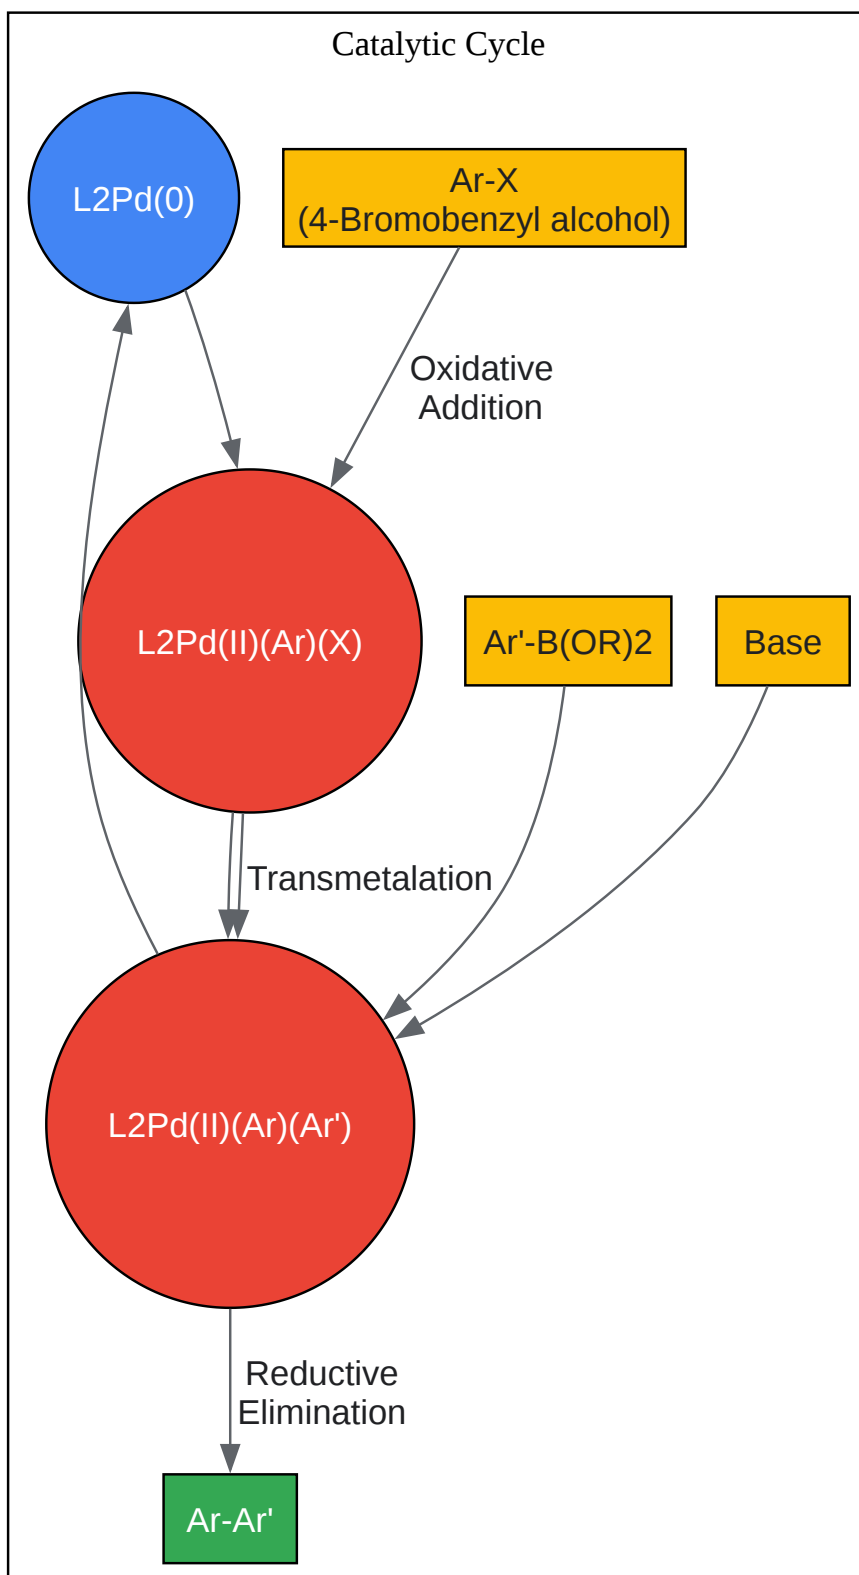 Catalytic Cycle
L2Pd(0)
Ar-X
(4-Bromobenzyl alcohol)
Oxidative
Addition
L2Pd(II)(Ar)(X)
Ar'-B(OR)2
Base
Transmetalation
L2Pd(II)(Ar)(Ar')
Reductive
Elimination
Ar-Ar'